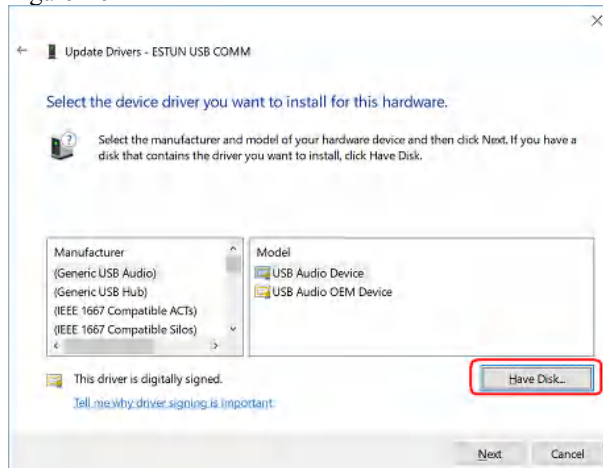 Update Drivers - ESTUN USB COMM
Select the device driver you want to install for this hardware.
Select the manufacturer and model of your hardware device and then click Next. If you have a
disk that contains the driver you want to install, click Have Disk.
Manufacturer
(Generic USB Audio)
(Generic USB Hub)
(IEEE 1667 Compatible ACTs)
(IEEE 1667 Compatible Silos)
Model
USB Audio Device
USB Audio OEM Device
This driver is digitally signed.
Tell me why driver signing is important
Have Disk...
Next
Cancel